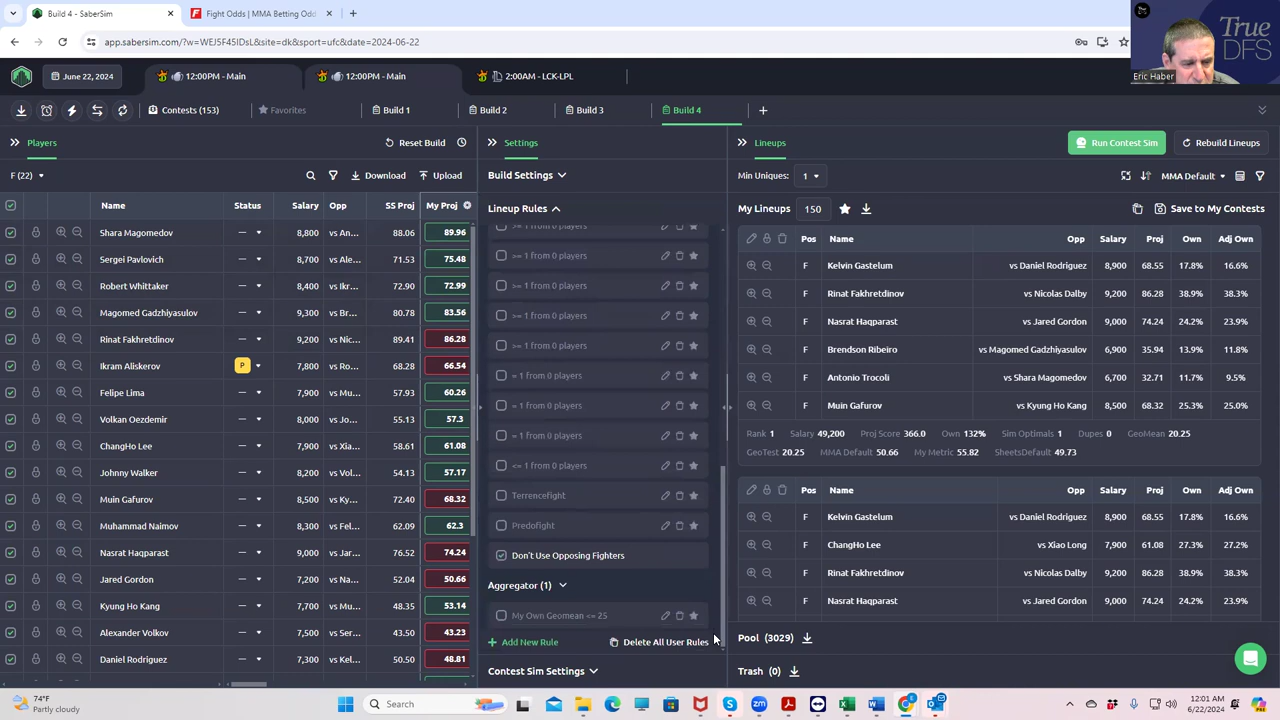 Build 4 - SaberSim
Fight Odds | MMA Betting Odd
app.sabersim.com/?w=WEJ5F45IDsL&site=dk&sport=ufc&date=2024-06-22
Eric Haber
True
DFS
June 22, 2024
12:00PM - Main
12:00PM - Main
2:00AM - LCK-LPL
Contests (153)
Favorites
Build 1
Build 2
Build 3
Build 4
Players
Reset Build
Settings
Lineups
Run Contest Sim
Rebuild Lineups
F (22)
Download
Upload
Build Settings
Min Uniques:
1
MMA Default
Name Status Salary Opp SS Proj My Proj
Lineup Rules
My Lineups 150
Save to My Contests
Shara Magomedov — 8,800 vs An... 88.06 89.96
Sergei Pavlovich — 8,700 vs Ale... 71.53 75.48
Robert Whittaker — 8,400 vs Ikr... 72.90 72.99
Magomed Gadzhiyasulov — 9,300 vs Br... 80.78 83.56
Rinat Fakhretdinov — 9,200 vs Nic... 89.41 86.28
Ikram Aliskerov P 7,800 vs Ro... 68.28 66.54
Felipe Lima — 7,900 vs Mu... 57.93 60.26
Volkan Oezdemir — 8,000 vs Jo... 55.13 57.3
ChangHo Lee — 7,900 vs Xia... 58.61 61.08
Johnny Walker — 8,200 vs Vol... 54.13 57.17
Muin Gafurov — 8,500 vs Ky... 72.40 68.32
Muhammad Naimov — 8,300 vs Fel... 62.09 62.3
Nasrat Haqparast — 9,000 vs Jar... 76.52 74.24
Jared Gordon — 7,200 vs Na... 52.04 50.66
Kyung Ho Kang — 7,700 vs Mu... 48.35 53.14
Alexander Volkov — 7,500 vs Ser... 43.50 43.23
Daniel Rodriguez — 7,300 vs Kel... 50.50 48.81
>= 1 from 0 players
>= 1 from 0 players
>= 1 from 0 players
>= 1 from 0 players
>= 1 from 0 players
= 1 from 0 players
= 1 from 0 players
= 1 from 0 players
<= 1 from 0 players
Terrencefight
Predofight
Don't Use Opposing Fighters
Aggregator (1)
My Own Geomean <= 25
Add New Rule
Delete All User Rules
Contest Sim Settings
Pos Name Opp Salary Proj Own Adj Own
F Kelvin Gastelum vs Daniel Rodriguez 8,900 68.55 17.8% 16.6%
F Rinat Fakhretdinov vs Nicolas Dalby 9,200 86.28 38.9% 38.3%
F Nasrat Haqparast vs Jared Gordon 9,000 74.24 24.2% 23.9%
F Brendson Ribeiro vs Magomed Gadzhiyasulov 6,900 35.94 13.9% 11.8%
F Antonio Trocoli vs Shara Magomedov 6,700 32.71 11.7% 9.5%
F Muin Gafurov vs Kyung Ho Kang 8,500 68.32 25.3% 25.0%
Rank 1 Salary 49,200 Proj Score 366.0 Own 132% Sim Optimals 1 Dupes 0 GeoMean 20.25
GeoTest 20.25 MMA Default 50.66 My Metric 55.82 SheetsDefault 49.73
Pos Name Opp Salary Proj Own Adj Own
F Kelvin Gastelum vs Daniel Rodriguez 8,900 68.55 17.8% 16.6%
F ChangHo Lee vs Xiao Long 7,900 61.08 27.3% 27.2%
F Rinat Fakhretdinov vs Nicolas Dalby 9,200 86.28 38.9% 38.3%
F Nasrat Haqparast vs Jared Gordon 9,000 74.24 24.2% 23.9%
Pool (3029)
Trash (0)
74°F
Partly cloudy
Search
12:01 AM
6/22/2024